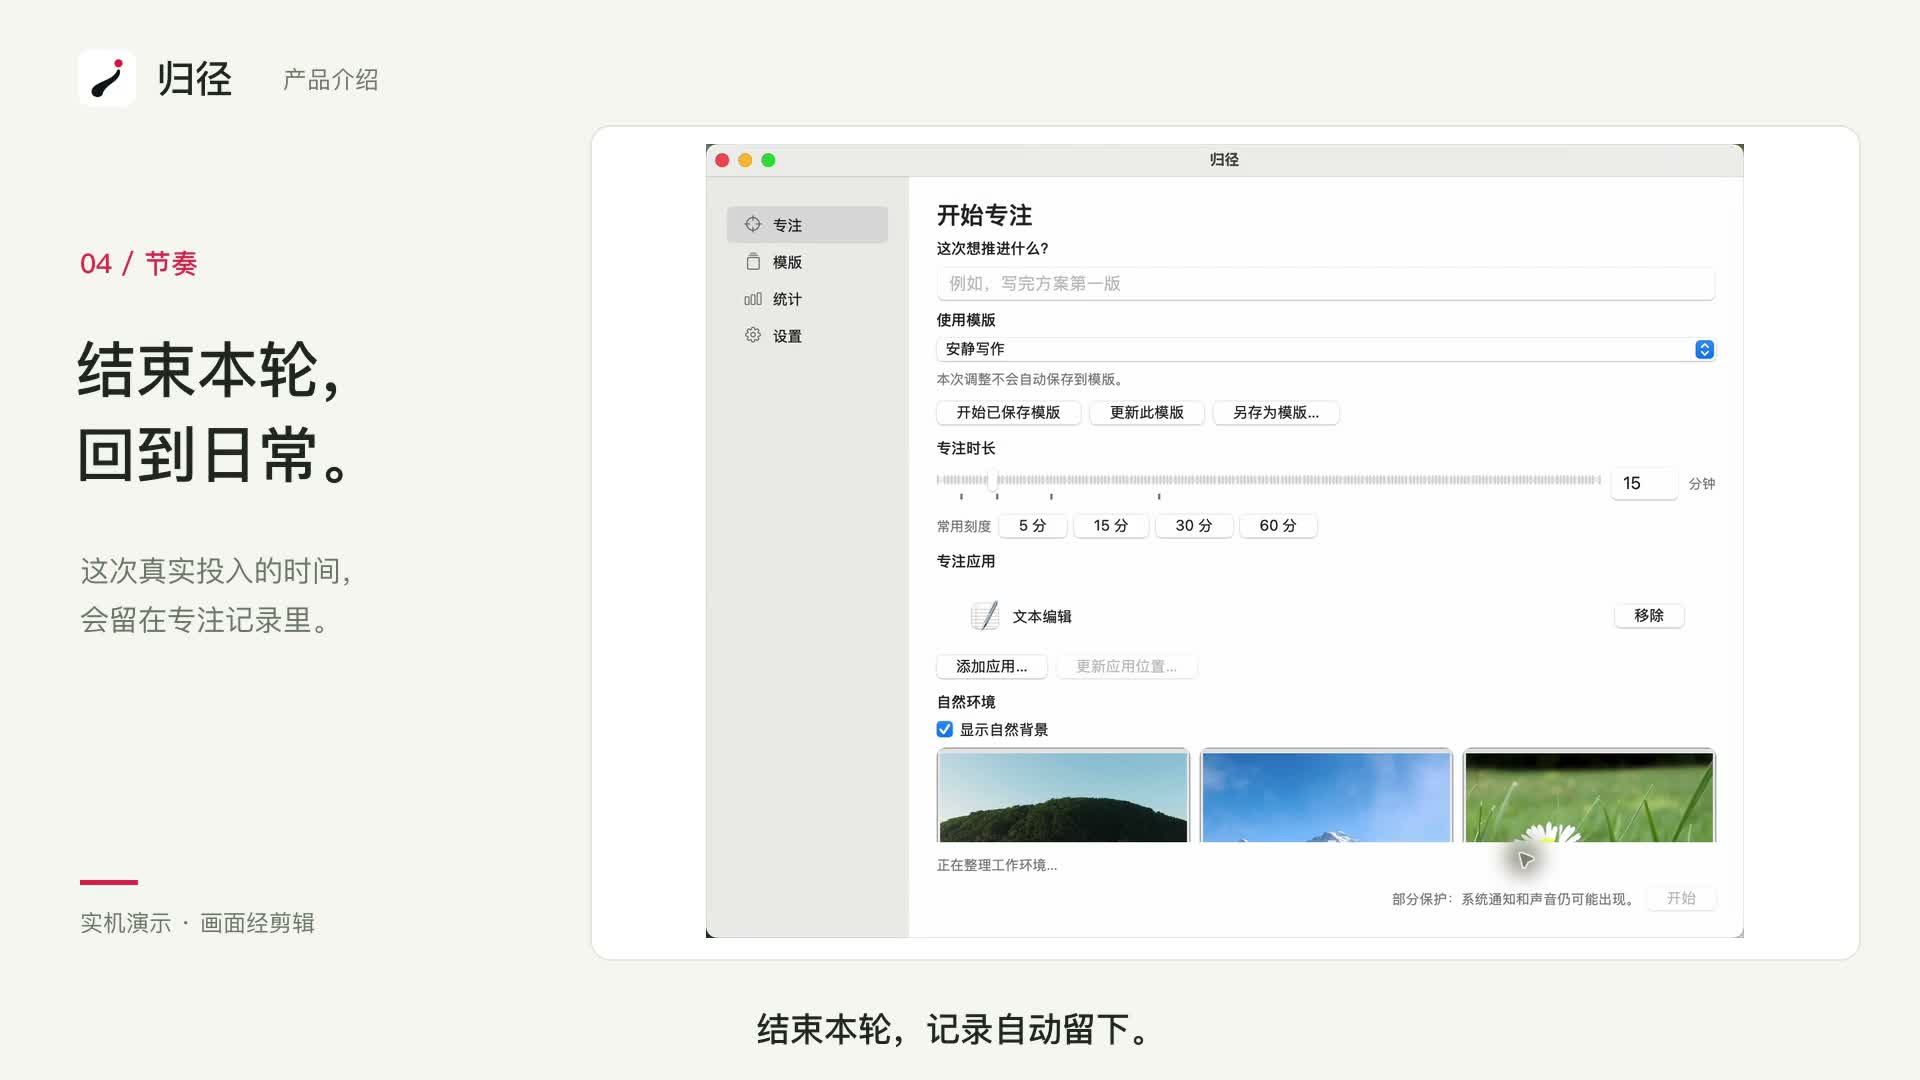 归径 产品介绍
04 / 节奏
结束本轮，
回到日常。
这次真实投入的时间，
会留在专注记录里。
实机演示 · 画面经剪辑
归径
专注
模版
统计
设置
开始专注
这次想推进什么？
例如，写完方案第一版
使用模版
安静写作
本次调整不会自动保存到模版。
开始已保存模版 更新此模版 另存为模版...
专注时长
15 分钟
常用刻度 5 分 15 分 30 分 60 分
专注应用
文本编辑 移除
添加应用... 更新应用位置...
自然环境
显示自然背景
正在整理工作环境...
部分保护：系统通知和声音仍可能出现。 开始
结束本轮，记录自动留下。